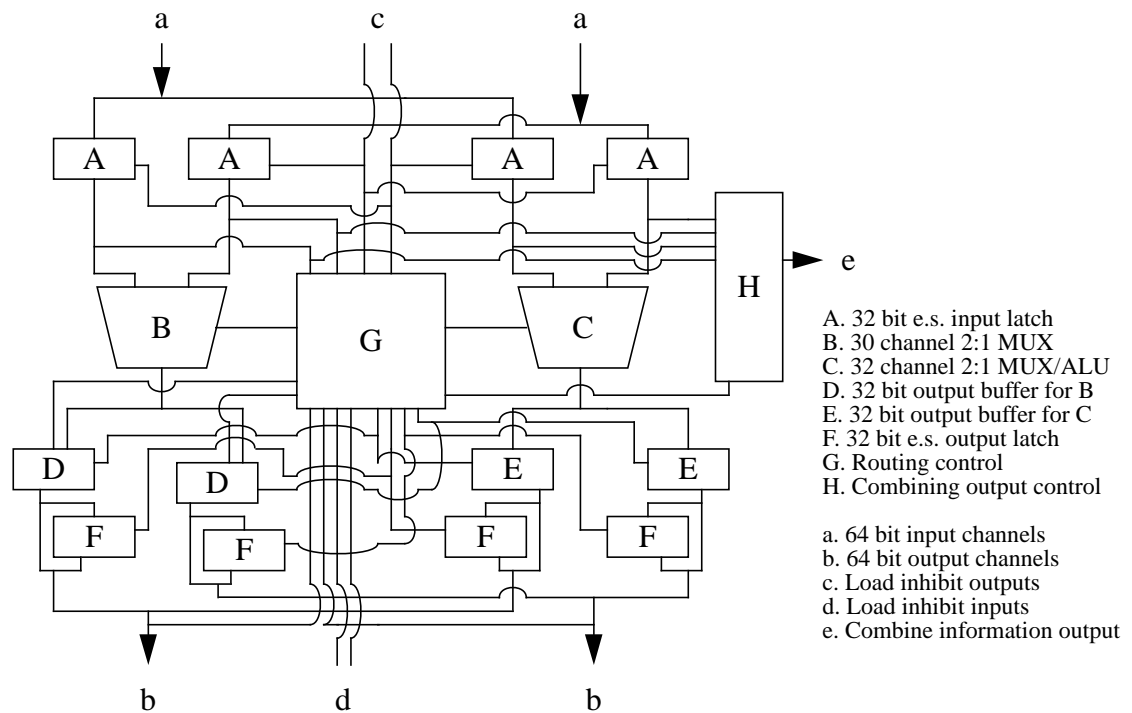 a
c
a
A
A
A
A
H
e
B
G
C
D
D
E
E
F
F
F
F
b
d
b
A. 32 bit e.s. input latch
B. 30 channel 2:1 MUX
C. 32 channel 2:1 MUX/ALU
D. 32 bit output buffer for B
E. 32 bit output buffer for C
F. 32 bit e.s. output latch
G. Routing control
H. Combining output control
a. 64 bit input channels
b. 64 bit output channels
c. Load inhibit outputs
d. Load inhibit inputs
e. Combine information output